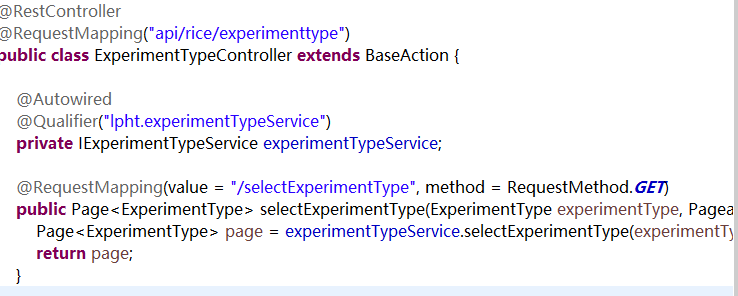 @RestController
@RequestMapping("api/rice/experimenttype")
public class ExperimentTypeController extends BaseAction {
@Autowired
@Qualifier("lpht.experimentTypeService")
private IExperimentTypeService experimentTypeService;
@RequestMapping(value = "/selectExperimentType", method = RequestMethod.GET)
public Page<ExperimentType> selectExperimentType(ExperimentType experimentType, Pagea
Page<ExperimentType> page = experimentTypeService.selectExperimentType(experimentTy
return page;
}